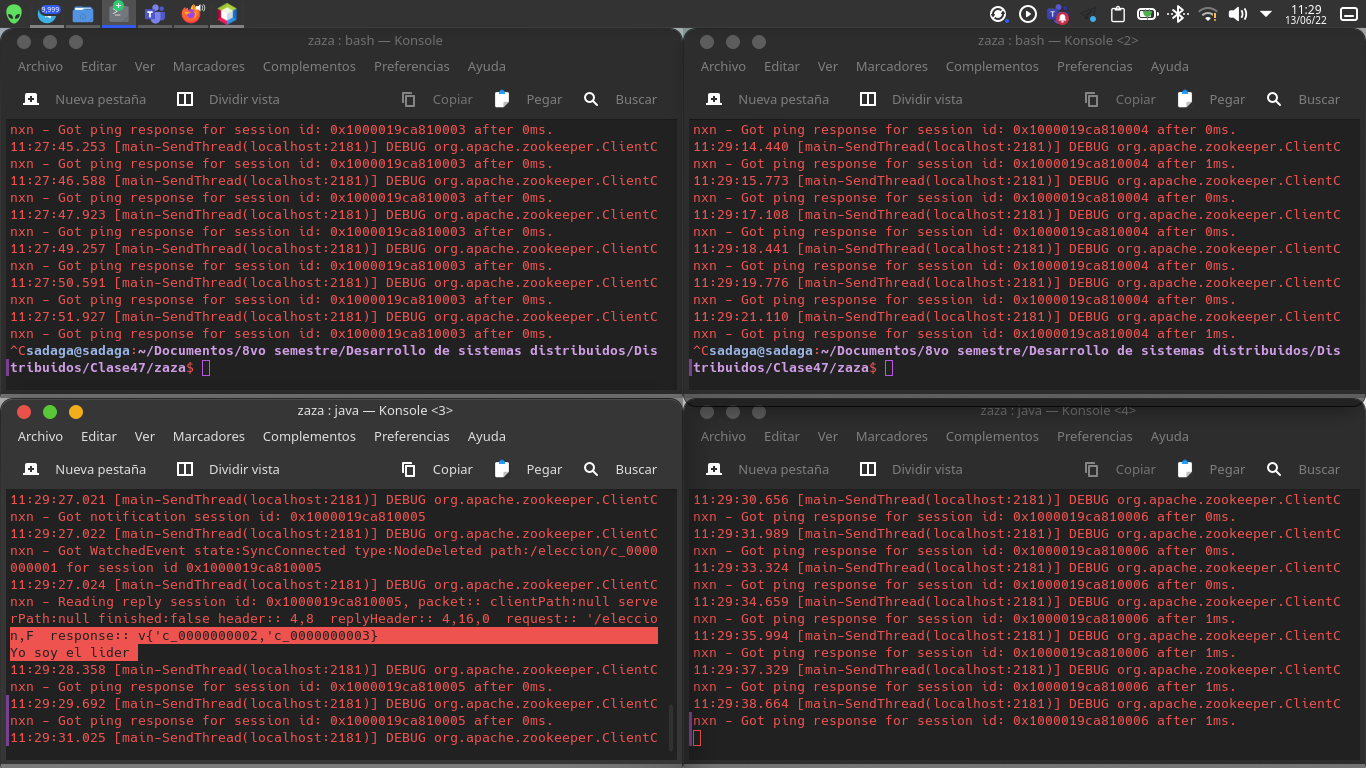 9,999
11:29
13/06/22
zaza : bash — Konsole
Archivo Editar Ver Marcadores Complementos Preferencias Ayuda
Nueva pestaña Dividir vista Copiar Pegar Buscar
nxn - Got ping response for session id: 0x1000019ca810003 after 0ms.
11:27:45.253 [main-SendThread(localhost:2181)] DEBUG org.apache.zookeeper.ClientC
nxn - Got ping response for session id: 0x1000019ca810003 after 0ms.
11:27:46.588 [main-SendThread(localhost:2181)] DEBUG org.apache.zookeeper.ClientC
nxn - Got ping response for session id: 0x1000019ca810003 after 0ms.
11:27:47.923 [main-SendThread(localhost:2181)] DEBUG org.apache.zookeeper.ClientC
nxn - Got ping response for session id: 0x1000019ca810003 after 0ms.
11:27:49.257 [main-SendThread(localhost:2181)] DEBUG org.apache.zookeeper.ClientC
nxn - Got ping response for session id: 0x1000019ca810003 after 0ms.
11:27:50.591 [main-SendThread(localhost:2181)] DEBUG org.apache.zookeeper.ClientC
nxn - Got ping response for session id: 0x1000019ca810003 after 0ms.
11:27:51.927 [main-SendThread(localhost:2181)] DEBUG org.apache.zookeeper.ClientC
nxn - Got ping response for session id: 0x1000019ca810003 after 0ms.
^Csadaga@sadaga:~/Documentos/8vo semestre/Desarrollo de sistemas distribuidos/Dis
tribuidos/Clase47/zaza$
zaza : bash — Konsole <2>
Archivo Editar Ver Marcadores Complementos Preferencias Ayuda
Nueva pestaña Dividir vista Copiar Pegar Buscar
nxn - Got ping response for session id: 0x1000019ca810004 after 0ms.
11:29:14.440 [main-SendThread(localhost:2181)] DEBUG org.apache.zookeeper.ClientC
nxn - Got ping response for session id: 0x1000019ca810004 after 1ms.
11:29:15.773 [main-SendThread(localhost:2181)] DEBUG org.apache.zookeeper.ClientC
nxn - Got ping response for session id: 0x1000019ca810004 after 0ms.
11:29:17.108 [main-SendThread(localhost:2181)] DEBUG org.apache.zookeeper.ClientC
nxn - Got ping response for session id: 0x1000019ca810004 after 0ms.
11:29:18.441 [main-SendThread(localhost:2181)] DEBUG org.apache.zookeeper.ClientC
nxn - Got ping response for session id: 0x1000019ca810004 after 0ms.
11:29:19.776 [main-SendThread(localhost:2181)] DEBUG org.apache.zookeeper.ClientC
nxn - Got ping response for session id: 0x1000019ca810004 after 0ms.
11:29:21.110 [main-SendThread(localhost:2181)] DEBUG org.apache.zookeeper.ClientC
nxn - Got ping response for session id: 0x1000019ca810004 after 1ms.
^Csadaga@sadaga:~/Documentos/8vo semestre/Desarrollo de sistemas distribuidos/Dis
tribuidos/Clase47/zaza$
zaza : java — Konsole <3>
Archivo Editar Ver Marcadores Complementos Preferencias Ayuda
Nueva pestaña Dividir vista Copiar Pegar Buscar
11:29:27.021 [main-SendThread(localhost:2181)] DEBUG org.apache.zookeeper.ClientC
nxn - Got notification session id: 0x1000019ca810005
11:29:27.022 [main-SendThread(localhost:2181)] DEBUG org.apache.zookeeper.ClientC
nxn - Got WatchedEvent state:SyncConnected type:NodeDeleted path:/eleccion/c_0000
000001 for session id 0x1000019ca810005
11:29:27.024 [main-SendThread(localhost:2181)] DEBUG org.apache.zookeeper.ClientC
nxn - Reading reply session id: 0x1000019ca810005, packet:: clientPath:null serve
rPath:null finished:false header:: 4,8  replyHeader:: 4,16,0  request:: '/eleccio
n,F  response:: v{'c_0000000002,'c_0000000003}
Yo soy el lider
11:29:28.358 [main-SendThread(localhost:2181)] DEBUG org.apache.zookeeper.ClientC
nxn - Got ping response for session id: 0x1000019ca810005 after 0ms.
11:29:29.692 [main-SendThread(localhost:2181)] DEBUG org.apache.zookeeper.ClientC
nxn - Got ping response for session id: 0x1000019ca810005 after 0ms.
11:29:31.025 [main-SendThread(localhost:2181)] DEBUG org.apache.zookeeper.ClientC
zaza : java — Konsole <4>
Archivo Editar Ver Marcadores Complementos Preferencias Ayuda
Nueva pestaña Dividir vista Copiar Pegar Buscar
11:29:30.656 [main-SendThread(localhost:2181)] DEBUG org.apache.zookeeper.ClientC
nxn - Got ping response for session id: 0x1000019ca810006 after 0ms.
11:29:31.989 [main-SendThread(localhost:2181)] DEBUG org.apache.zookeeper.ClientC
nxn - Got ping response for session id: 0x1000019ca810006 after 0ms.
11:29:33.324 [main-SendThread(localhost:2181)] DEBUG org.apache.zookeeper.ClientC
nxn - Got ping response for session id: 0x1000019ca810006 after 0ms.
11:29:34.659 [main-SendThread(localhost:2181)] DEBUG org.apache.zookeeper.ClientC
nxn - Got ping response for session id: 0x1000019ca810006 after 1ms.
11:29:35.994 [main-SendThread(localhost:2181)] DEBUG org.apache.zookeeper.ClientC
nxn - Got ping response for session id: 0x1000019ca810006 after 1ms.
11:29:37.329 [main-SendThread(localhost:2181)] DEBUG org.apache.zookeeper.ClientC
nxn - Got ping response for session id: 0x1000019ca810006 after 1ms.
11:29:38.664 [main-SendThread(localhost:2181)] DEBUG org.apache.zookeeper.ClientC
nxn - Got ping response for session id: 0x1000019ca810006 after 1ms.